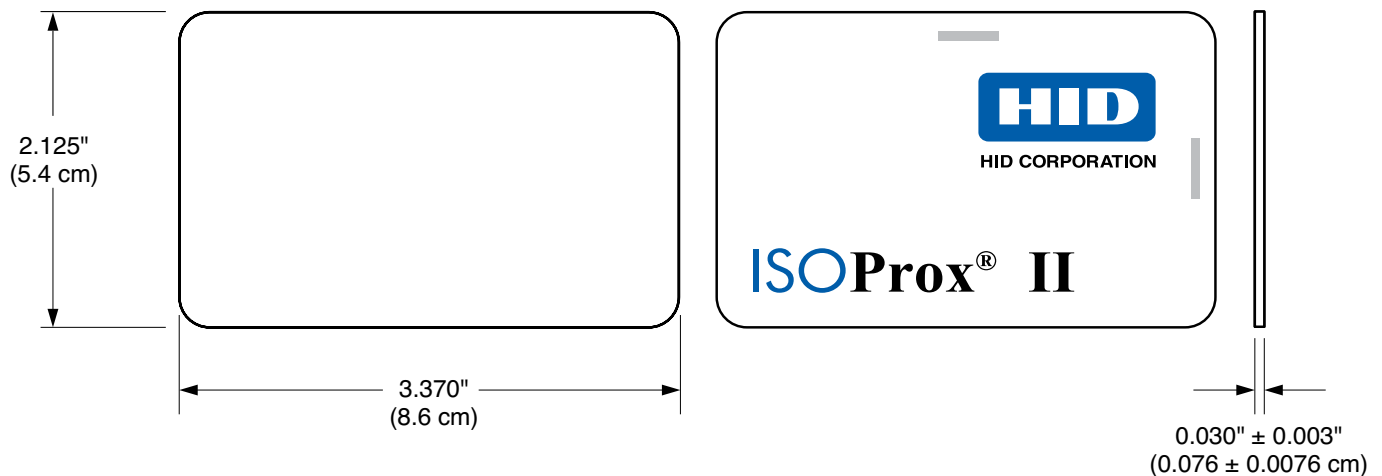 2.125"
(5.4 cm)
HID
HID CORPORATION
ISOProx® II
3.370"
(8.6 cm)
0.030" ± 0.003"
(0.076 ± 0.0076 cm)